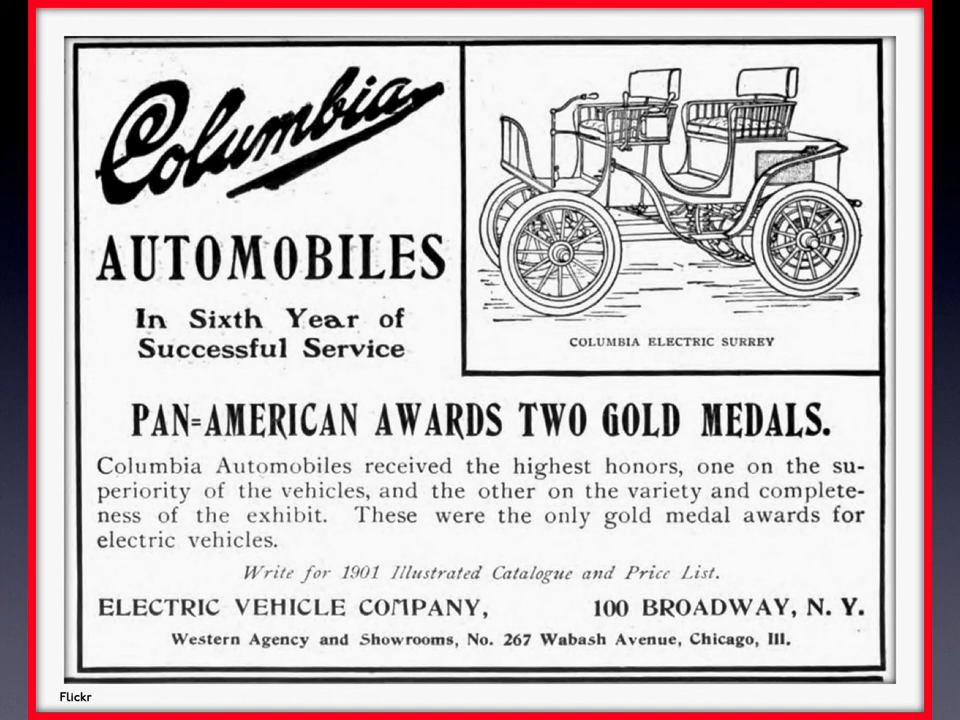 Columbia
AUTOMOBILES
In Sixth Year of
Successful Service
COLUMBIA ELECTRIC SURREY
PAN=AMERICAN AWARDS TWO GOLD MEDALS.
Columbia Automobiles received the highest honors, one on the su-
periority of the vehicles, and the other on the variety and complete-
ness of the exhibit. These were the only gold medal awards for
electric vehicles.
Write for 1901 Illustrated Catalogue and Price List.
ELECTRIC VEHICLE COMPANY, 100 BROADWAY, N. Y.
Western Agency and Showrooms, No. 267 Wabash Avenue, Chicago, Ill.
Flickr